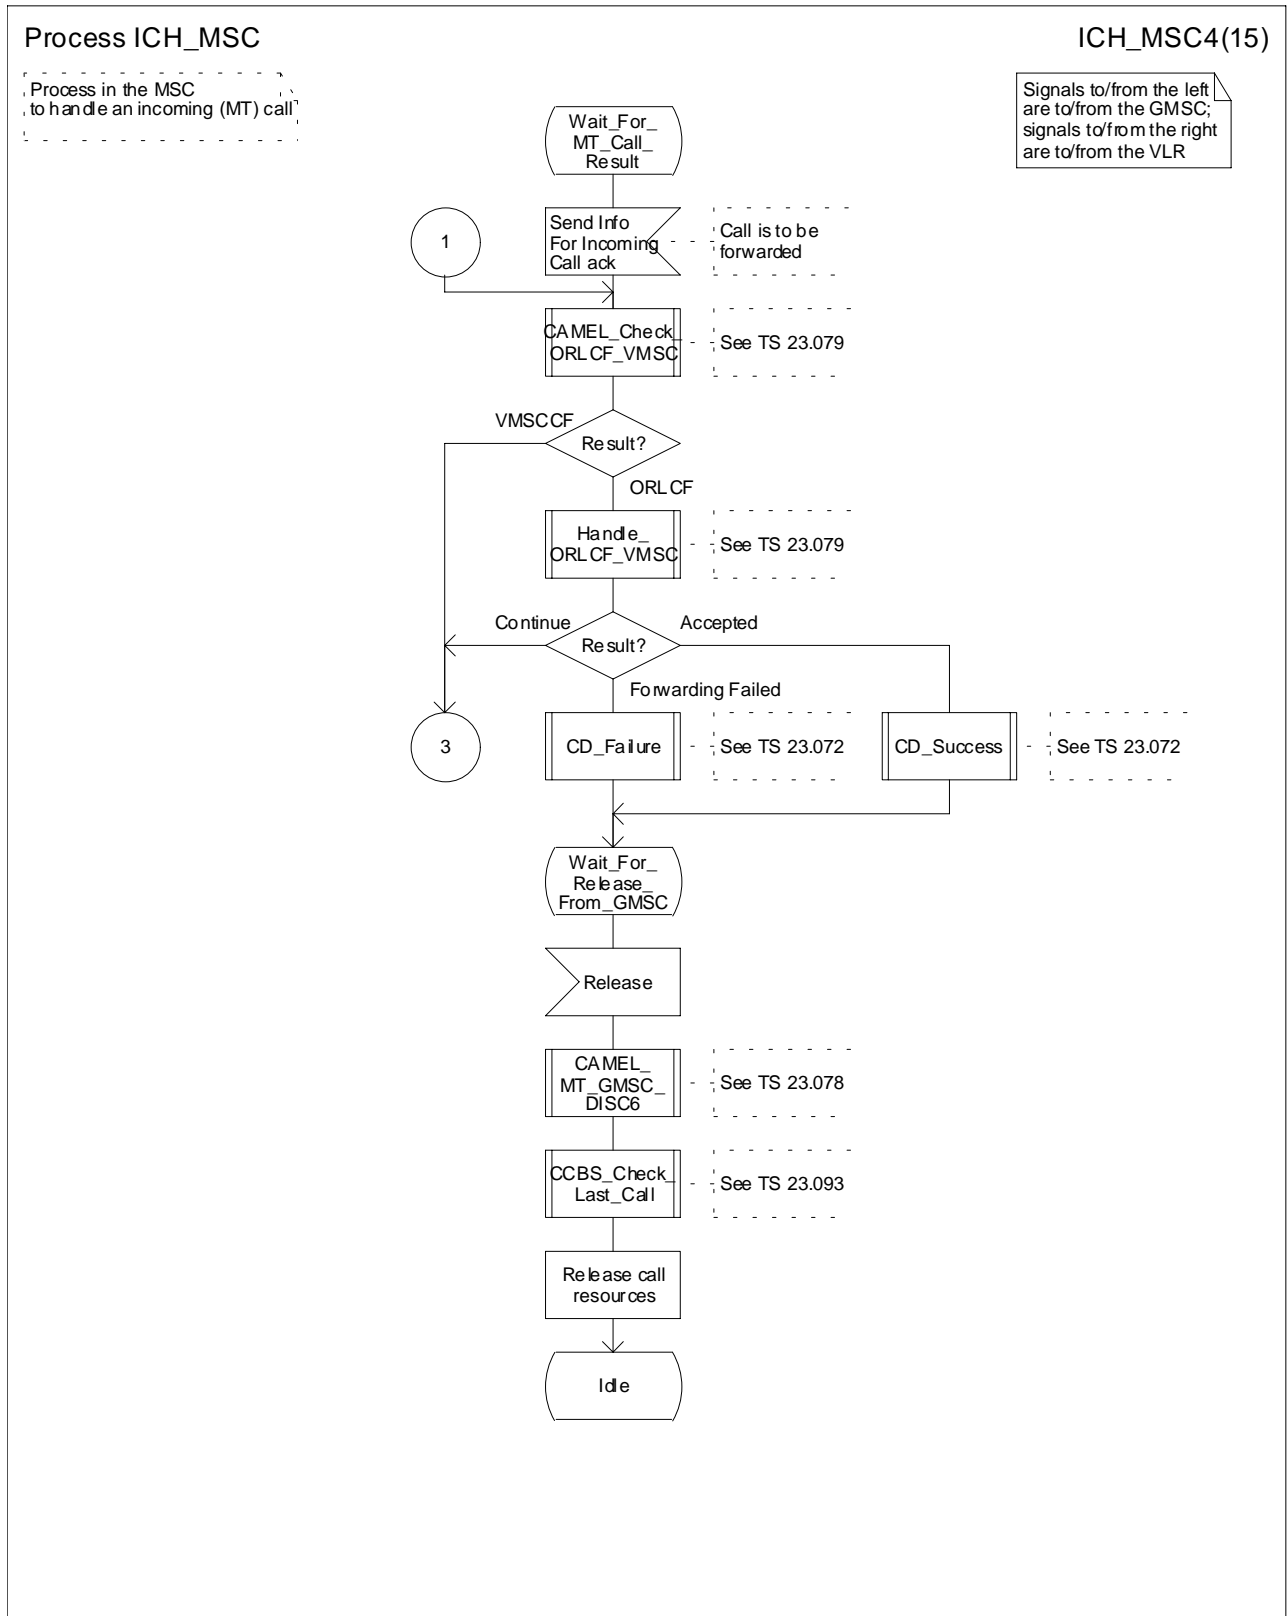 Process ICH_MSC
ICH_MSC4(15)
Process in the MSC
to handle an incoming (MT) call
Signals to/from the left
are to/from the GMSC;
signals to/from the right
are to/from the VLR
Wait_For_
MT_Call_
Result
1
Send Info
For Incoming
Call ack
Call is to be
forwarded
CAMEL_Check_
ORLCF_VMSC
See TS 23.079
VMSCCF
Result?
ORLCF
Handle_
ORLCF_VMSC
See TS 23.079
Continue
Result?
Accepted
Forwarding Failed
3
CD_Failure
See TS 23.072
CD_Success
See TS 23.072
Wait_For_
Release_
From_GMSC
Release
CAMEL_
MT_GMSC_
DISC6
See TS 23.078
CCBS_Check_
Last_Call
See TS 23.093
Release call
resources
Idle